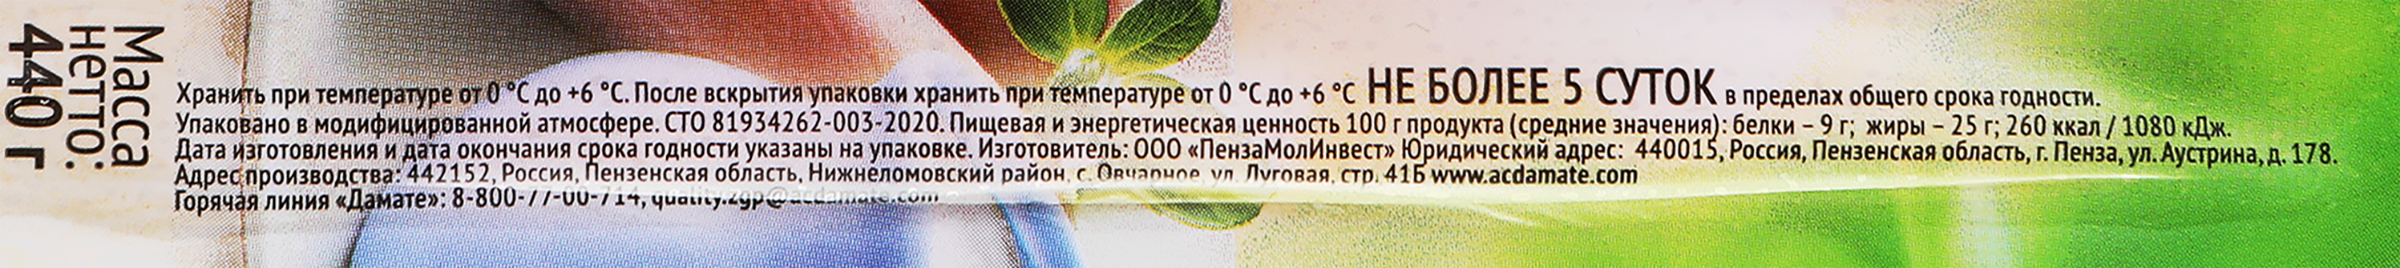 Масса
нетто:
440 г
Хранить при температуре от 0 °С до +6 °С. После вскрытия упаковки хранить при температуре от 0 °С до +6 °С НЕ БОЛЕЕ 5 СУТОК в пределах общего срока годности.
Упаковано в модифицированной атмосфере. СТО 81934262-003-2020. Пищевая и энергетическая ценность 100 г продукта (средние значения): белки – 9 г; жиры – 25 г; 260 ккал / 1080 кДж.
Дата изготовления и дата окончания срока годности указаны на упаковке. Изготовитель: ООО «ПензаМолИнвест» Юридический адрес: 440015, Россия, Пензенская область, г. Пенза, ул. Аустрина, д. 178.
Адрес производства: 442152, Россия, Пензенская область, Нижнеломовский район, с. Овчарное, ул. Луговая, стр. 41Б www.acdamate.com
Горячая линия «Дамате»: 8-800-77-00-714, quality.zgp@acdamate.com